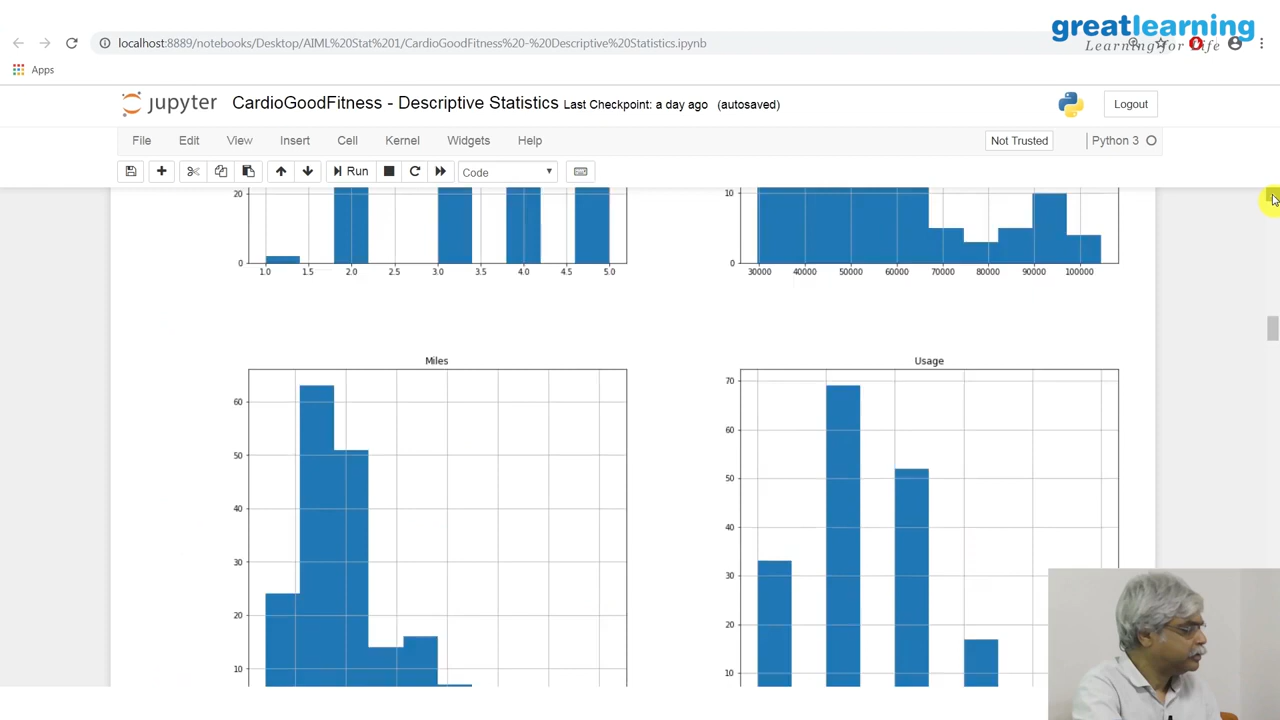 greatlearning
Learning for Life
localhost:8889/notebooks/Desktop/AIML%20Stat%201/CardioGoodFitness%20-%20Descriptive%20Statistics.ipynb
Apps
jupyter CardioGoodFitness - Descriptive Statistics Last Checkpoint: a day ago (autosaved)
Logout
File Edit View Insert Cell Kernel Widgets Help
Not Trusted
Python 3
Run
Code
20
0
1.0 1.5 2.0 2.5 3.0 3.5 4.0 4.5 5.0
10
0
30000 40000 50000 60000 70000 80000 90000 100000
Miles
60
50
40
30
20
10
Usage
70
60
50
40
30
20
10